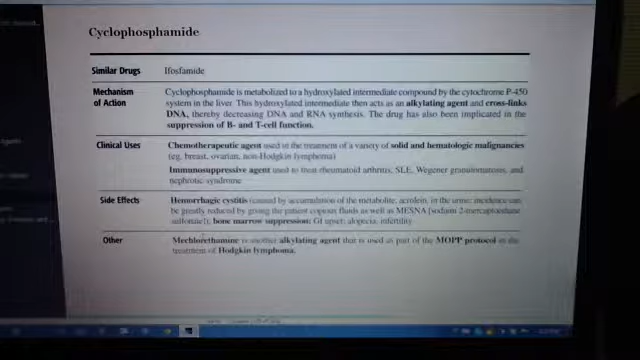 Cyclophosphamide
Similar Drugs Ifosfamide
Mechanism of Action
Cyclophosphamide is metabolized to a hydroxylated intermediate compound by the cytochrome P-450
system in the liver. This hydroxylated intermediate then acts as an alkylating agent and cross-links
DNA, thereby decreasing DNA and RNA synthesis. The drug has also been implicated in the
suppression of B- and T-cell function.
Clinical Uses Chemotherapeutic agent used in the treatment of a variety of solid and hematologic malignancies
(eg, breast, ovarian, non-Hodgkin lymphoma)
Immunosuppressive agent used to treat rheumatoid arthritis, SLE, Wegener granulomatosis, and
nephrotic syndrome
Side Effects Hemorrhagic cystitis (caused by accumulation of the metabolite, acrolein, in the urine; incidence can
be greatly reduced by giving the patient copious fluids as well as MESNA [sodium 2-mercaptoethane
sulfonate]); bone marrow suppression; GI upset; alopecia; infertility
Other Mechlorethamine is another alkylating agent that is used as part of the MOPP protocol in the
treatment of Hodgkin lymphoma.